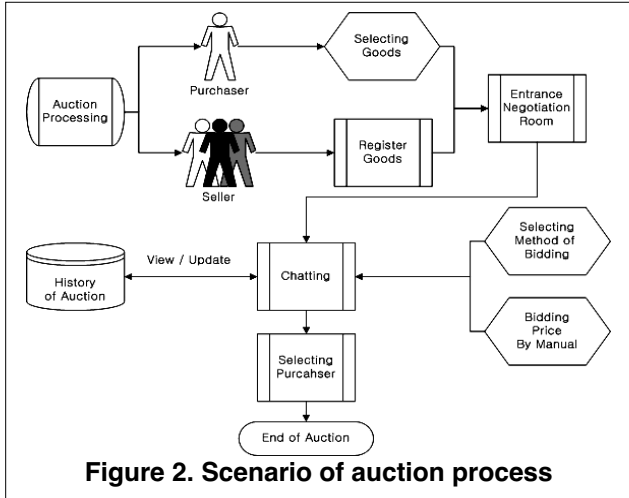 Purchaser
Selecting
Goods
Auction
Processing
Entrance
Negotiation
Room
Seller
Register
Goods
Selecting
Method of
Bidding
View / Update
History
of Auction
Chatting
Bidding
Price
By Manual
Selecting
Purcahser
End of Auction
Figure 2. Scenario of auction process